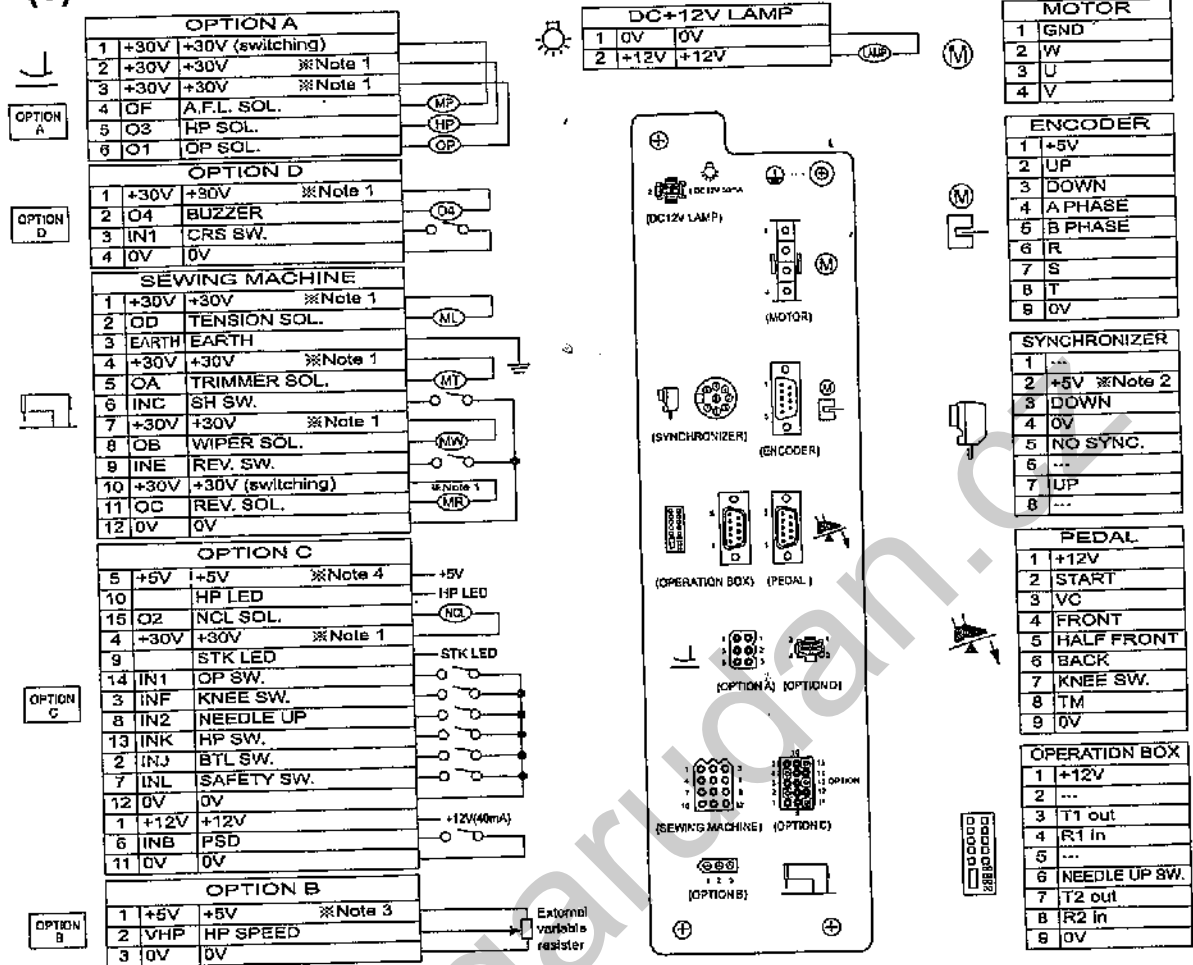 OPTION A
1 +30V +30V (switching)
2 +30V +30V ※Note 1
3 +30V +30V ※Note 1
4 OF A.F.L. SOL. MP
5 O3 HP SOL. HP
6 O1 OP SOL. OP
OPTION
A
OPTION D
1 +30V +30V ※Note 1
2 O4 BUZZER O4
3 IN1 CRS SW.
4 0V 0V
OPTION
D
SEWING MACHINE
1 +30V +30V ※Note 1
2 OD TENSION SOL. ML
3 EARTH EARTH
4 +30V +30V ※Note 1
5 OA TRIMMER SOL. MT
6 INC SH SW.
7 +30V +30V ※Note 1
8 OB WIPER SOL. MW
9 INE REV. SW.
10 +30V +30V (switching) ※Note 1
11 OC REV. SOL. MR
12 0V 0V
OPTION C
5 +5V +5V ※Note 4 +5V
10 HP LED HP LED
15 O2 NCL SOL. NCL
4 +30V +30V ※Note 1
9 STK LED STK LED
14 IN1 OP SW.
3 INF KNEE SW.
8 IN2 NEEDLE UP
13 INK HP SW.
2 INJ BTL SW.
7 INL SAFETY SW.
12 0V 0V
1 +12V +12V +12V(40mA)
6 INB PSD
11 0V 0V
OPTION
C
OPTION B
1 +5V +5V ※Note 3
2 VHP HP SPEED
3 0V 0V
OPTION
B
External
variable
resister
DC+12V LAMP
1 0V 0V
2 +12V +12V LAMP
(DC12V LAMP)
M
(MOTOR)
(SYNCHRONIZER)
M
(ENCODER)
(OPERATION BOX) (PEDAL)
(OPTION A) (OPTION D)
OPTION
(SEWING MACHINE) (OPTION C)
1 2 3
(OPTION B)
MOTOR
1 GND
2 W
3 U
4 V
M
ENCODER
1 +5V
2 UP
3 DOWN
4 A PHASE
5 B PHASE
6 R
7 S
8 T
9 0V
M
SYNCHRONIZER
1 ---
2 +5V ※Note 2
3 DOWN
4 0V
5 NO SYNC.
6 ---
7 UP
8 ---
PEDAL
1 +12V
2 START
3 VC
4 FRONT
5 HALF FRONT
6 BACK
7 KNEE SW.
8 TM
9 0V
OPERATION BOX
1 +12V
2 ---
3 T1 out
4 R1 in
5 ---
6 NEEDLE UP SW.
7 T2 out
8 R2 in
9 0V
garudan.cz